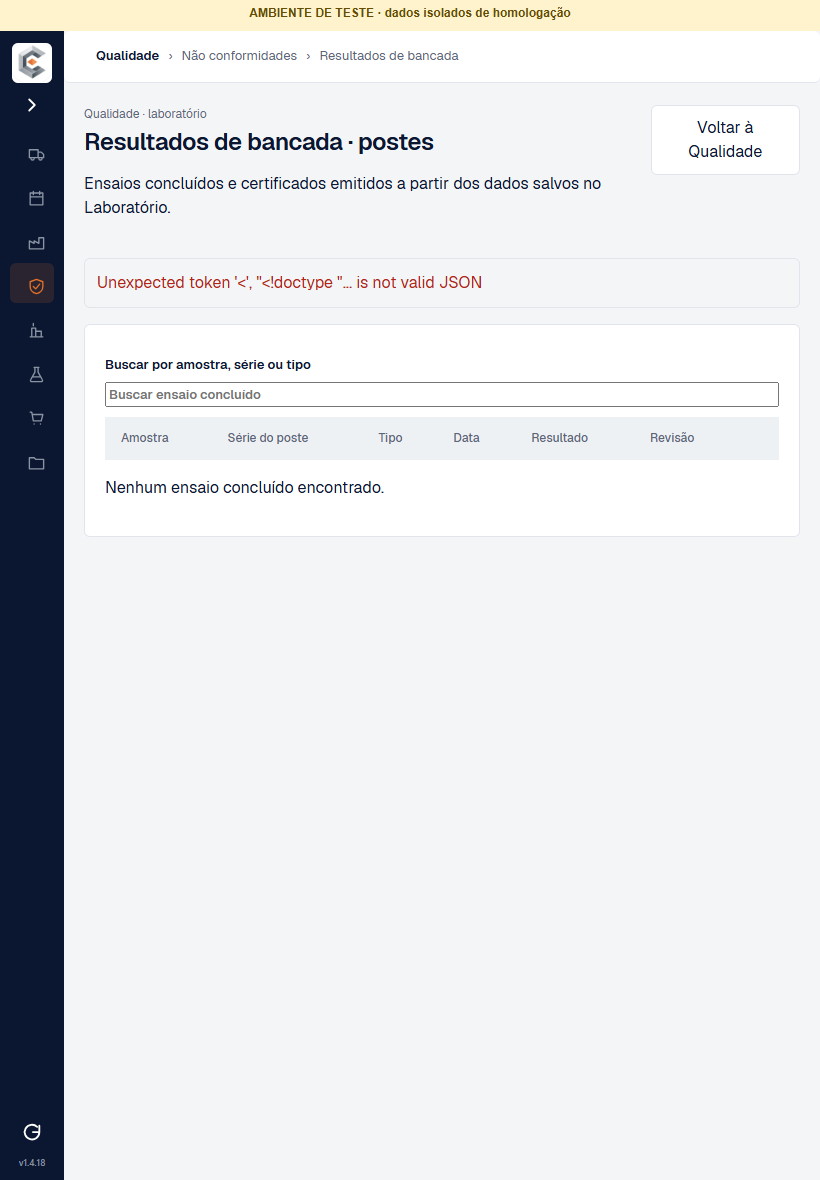 AMBIENTE DE TESTE · dados isolados de homologação
Qualidade › Não conformidades › Resultados de bancada
Qualidade · laboratório
Resultados de bancada · postes
Voltar à
Qualidade
Ensaios concluídos e certificados emitidos a partir dos dados salvos no
Laboratório.
Unexpected token '<', "<!doctype "... is not valid JSON
Buscar por amostra, série ou tipo
Buscar ensaio concluído
Amostra Série do poste Tipo Data Resultado Revisão
Nenhum ensaio concluído encontrado.
v1.4.18